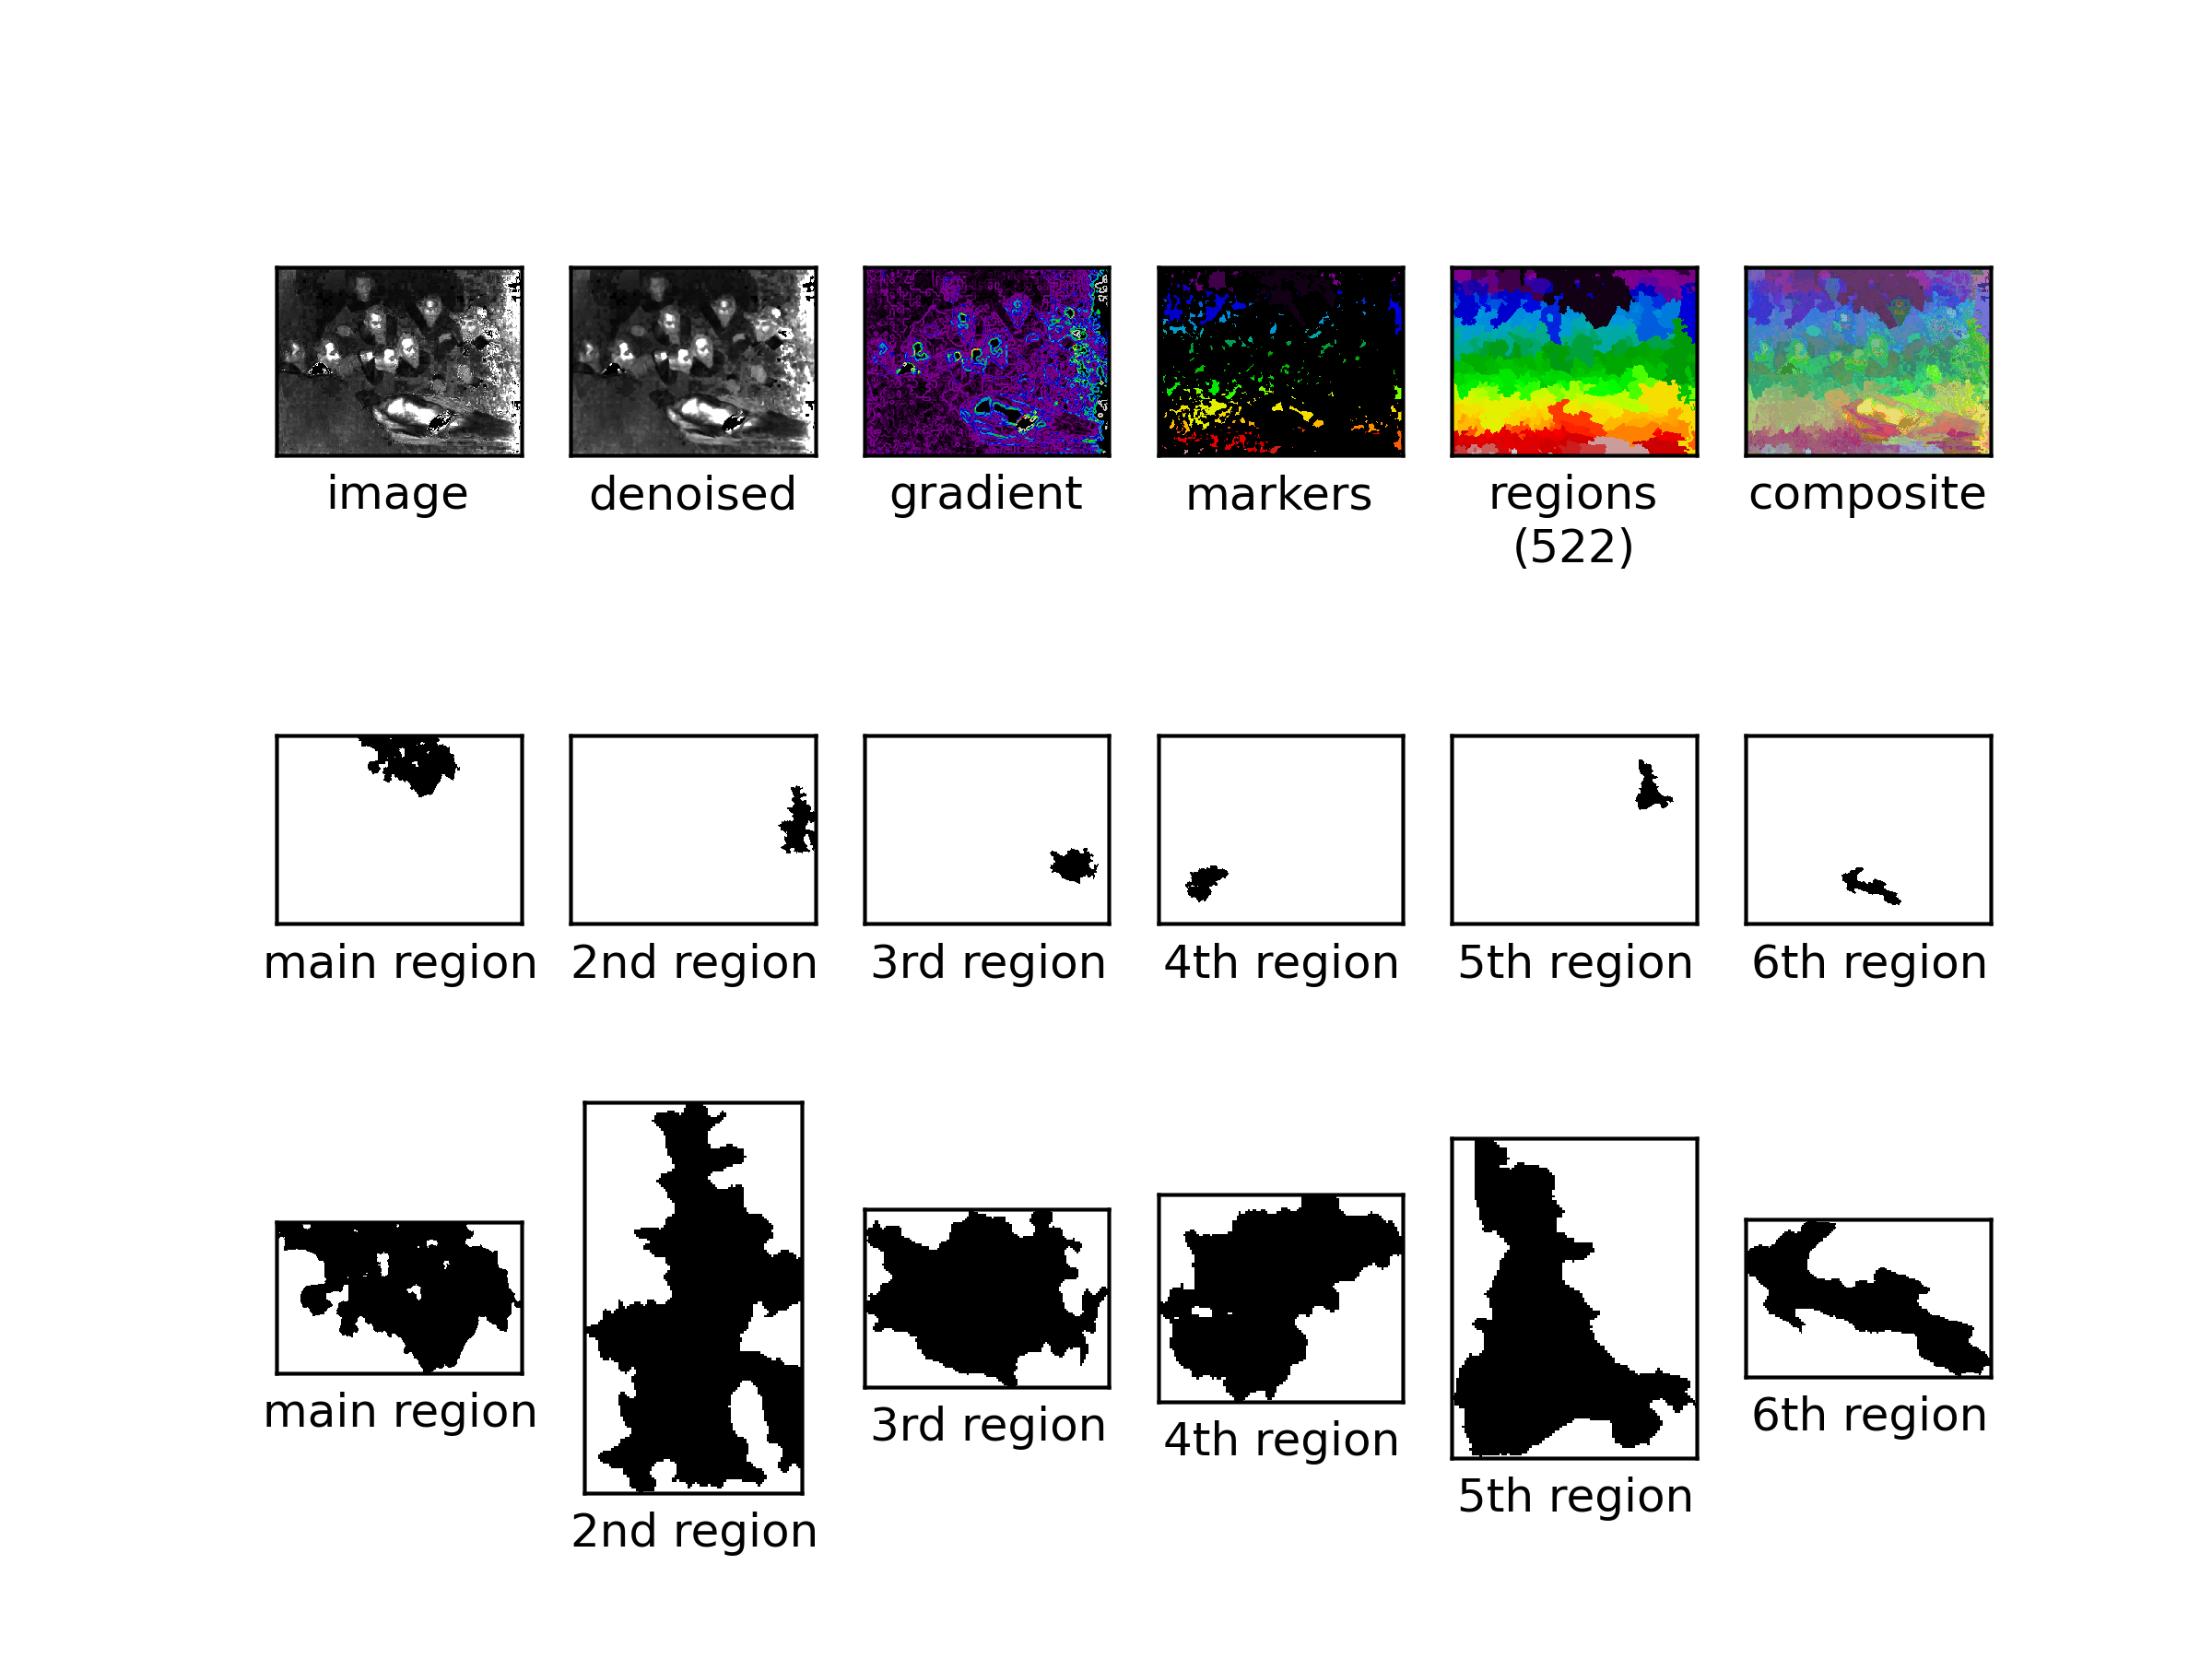 image
denoised
gradient
markers
regions
(522)
composite
main region
2nd region
3rd region
4th region
5th region
6th region
main region
2nd region
3rd region
4th region
5th region
6th region